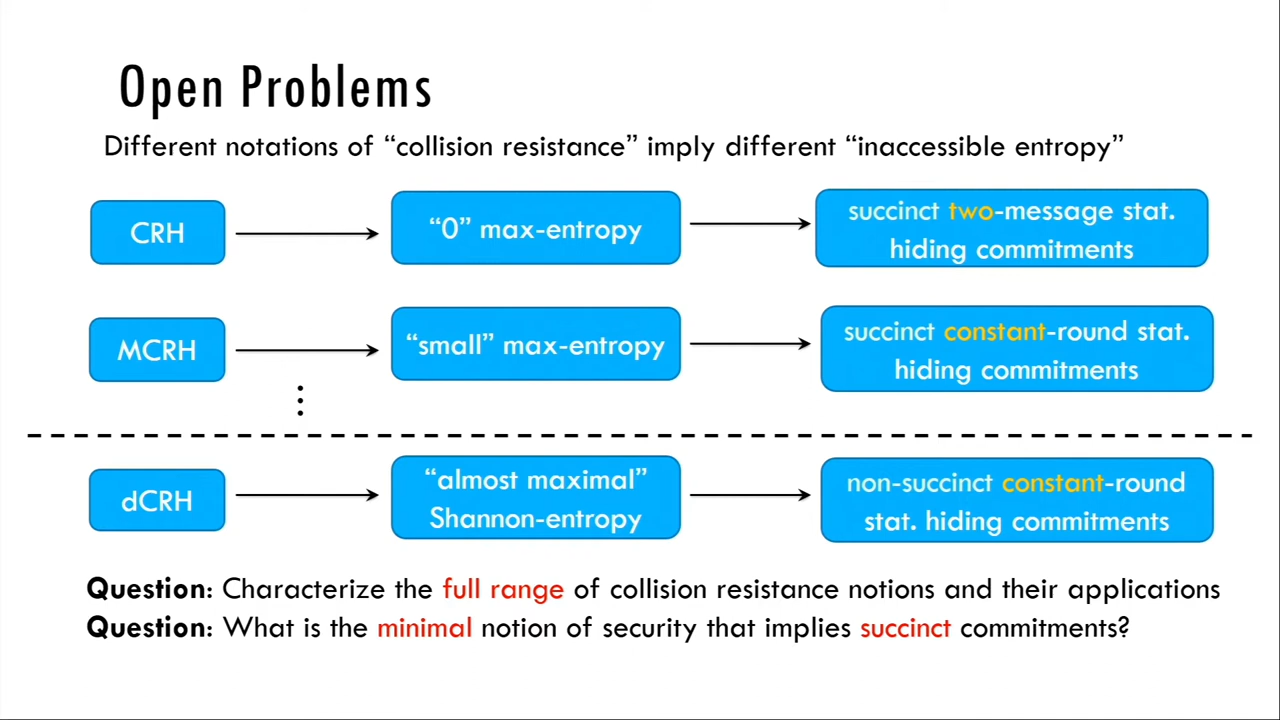 Open Problems
Different notations of “collision resistance” imply different “inaccessible entropy”
CRH
“0” max-entropy
succinct two-message stat.
hiding commitments
MCRH
“small” max-entropy
succinct constant-round stat.
hiding commitments
dCRH
“almost maximal”
Shannon-entropy
non-succinct constant-round
stat. hiding commitments
Question: Characterize the full range of collision resistance notions and their applications
Question: What is the minimal notion of security that implies succinct commitments?